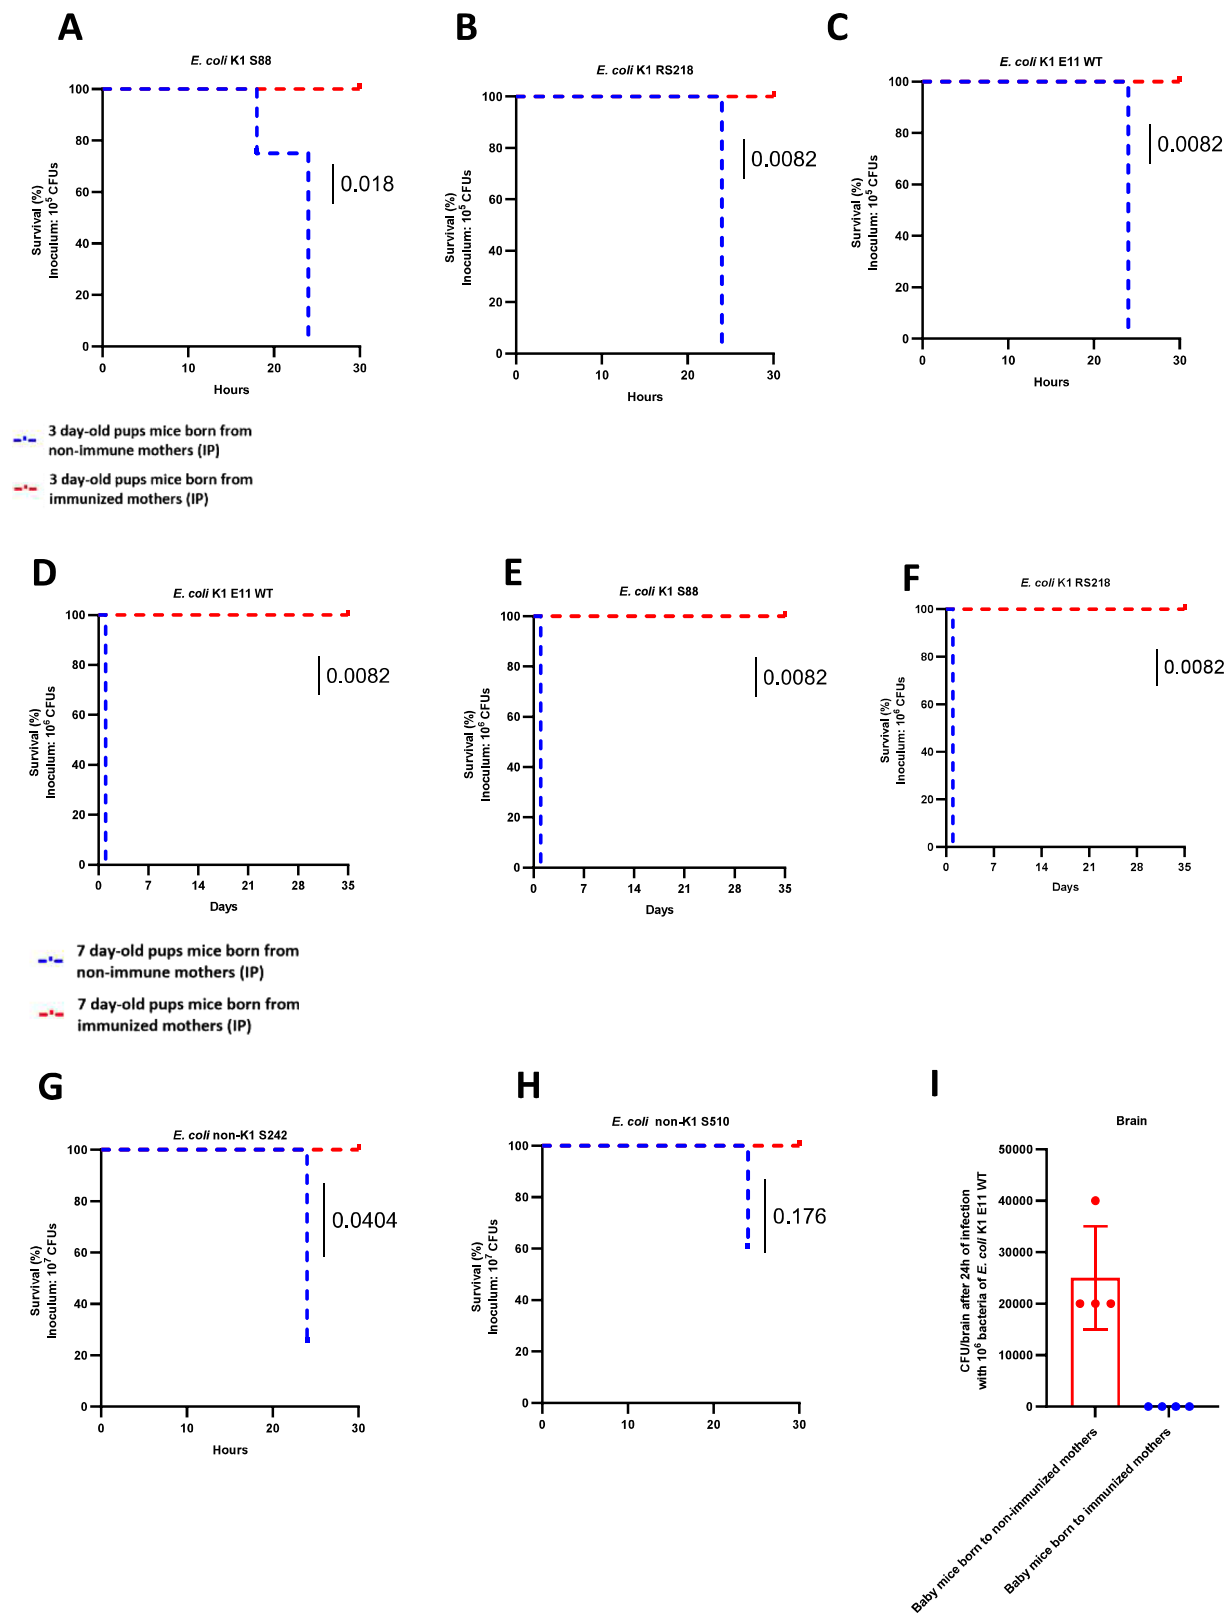 A
E. coli K1 S88
100
80
60
40
20
0
Survival (%)
Inoculum: 10⁵ CFUs
0.018
0 10 20 30
Hours
B
E. coli K1 RS218
100
80
60
40
20
0
Survival (%)
Inoculum: 10⁵ CFUs
0.0082
0 10 20 30
Hours
C
E. coli K1 E11 WT
100
80
60
40
20
0
Survival (%)
Inoculum: 10⁵ CFUs
0.0082
0 10 20 30
Hours
3 day-old pups mice born from
non-immune mothers (IP)
3 day-old pups mice born from
immunized mothers (IP)
D
E. coli K1 E11 WT
100
80
60
40
20
0
Survival (%)
Inoculum: 10⁶ CFUs
0.0082
0 7 14 21 28 35
Days
E
E. coli K1 S88
100
80
60
40
20
0
Survival (%)
Inoculum: 10⁶ CFUs
0.0082
0 7 14 21 28 35
Days
F
E. coli K1 RS218
100
80
60
40
20
0
Survival (%)
Inoculum: 10⁶ CFUs
0.0082
0 7 14 21 28 35
Days
7 day-old pups mice born from
non-immune mothers (IP)
7 day-old pups mice born from
immunized mothers (IP)
G
E. coli non-K1 S242
100
80
60
40
20
0
Survival (%)
Inoculum: 10⁷ CFUs
0.0404
0 10 20 30
Hours
H
E. coli non-K1 S510
100
80
60
40
20
0
Survival (%)
Inoculum: 10⁷ CFUs
0.176
0 10 20 30
I
Brain
50000
40000
30000
20000
10000
0
CFU/brain after 24h of infection
with 10⁶ bacteria of E. coli K1 E11 WT
Baby mice born to non-immunized mothers
Baby mice born to immunized mothers